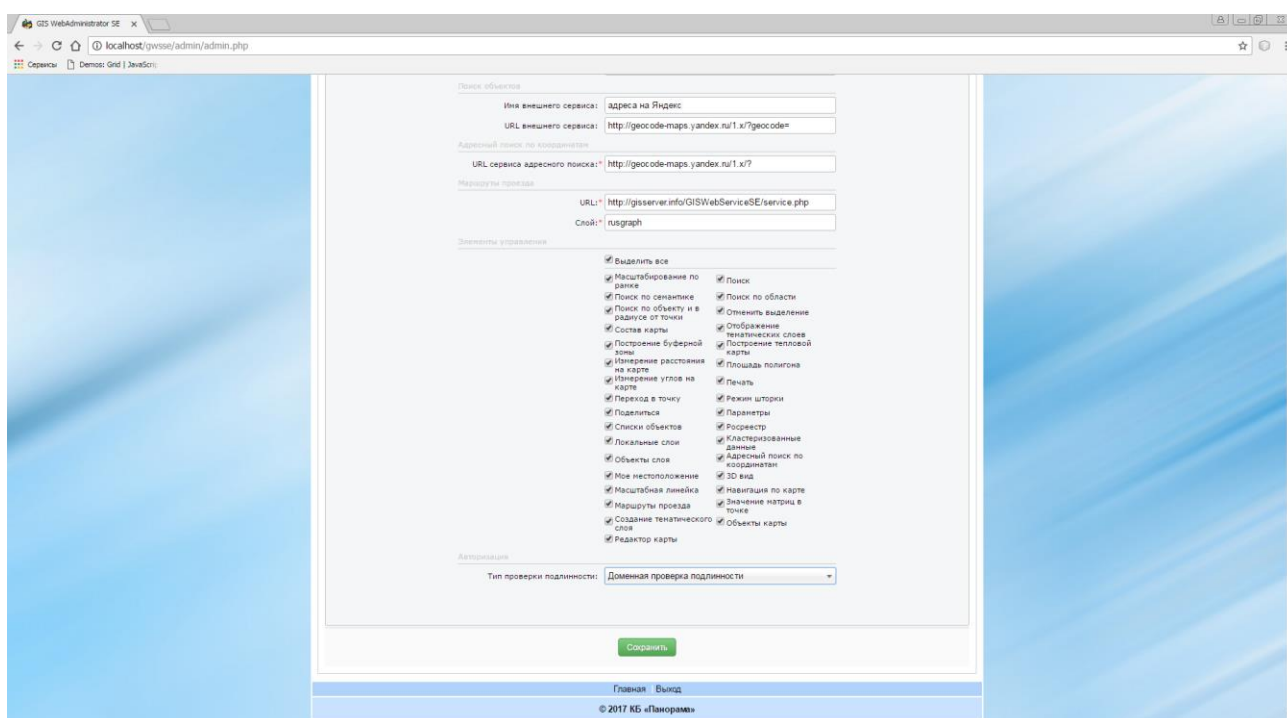 GIS WebAdministrator SE
localhost/gwsse/admin/admin.php
Сервисы Demos: Grid | JavaScri
Поиск объектов
Имя внешнего сервиса: адреса на Яндекс
URL внешнего сервиса: http://geocode-maps.yandex.ru/1.x/?geocode=
Адресный поиск по координатам
URL сервиса адресного поиска:* http://geocode-maps.yandex.ru/1.x/?
Маршруты проезда
URL:* http://gisserver.info/GISWebServiceSE/service.php
Слой:* rusgraph
Элементы управления
Выделить все
Масштабирование по рамке
Поиск
Поиск по семантике
Поиск по области
Поиск по объекту и в радиусе от точки
Отменить выделение
Состав карты
Отображение тематических слоев
Построение буферной зоны
Построение тепловой карты
Измерение расстояния на карте
Площадь полигона
Измерение углов на карте
Печать
Переход в точку
Режим шторки
Поделиться
Параметры
Списки объектов
Росреестр
Локальные слои
Кластеризованные данные
Объекты слоя
Адресный поиск по координатам
Мое местоположение
3D вид
Масштабная линейка
Навигация по карте
Маршруты проезда
Значение матриц в точке
Создание тематического слоя
Объекты карты
Редактор карты
Авторизация
Тип проверки подлинности: Доменная проверка подлинности
Сохранить
Главная | Выход
© 2017 КБ «Панорама»